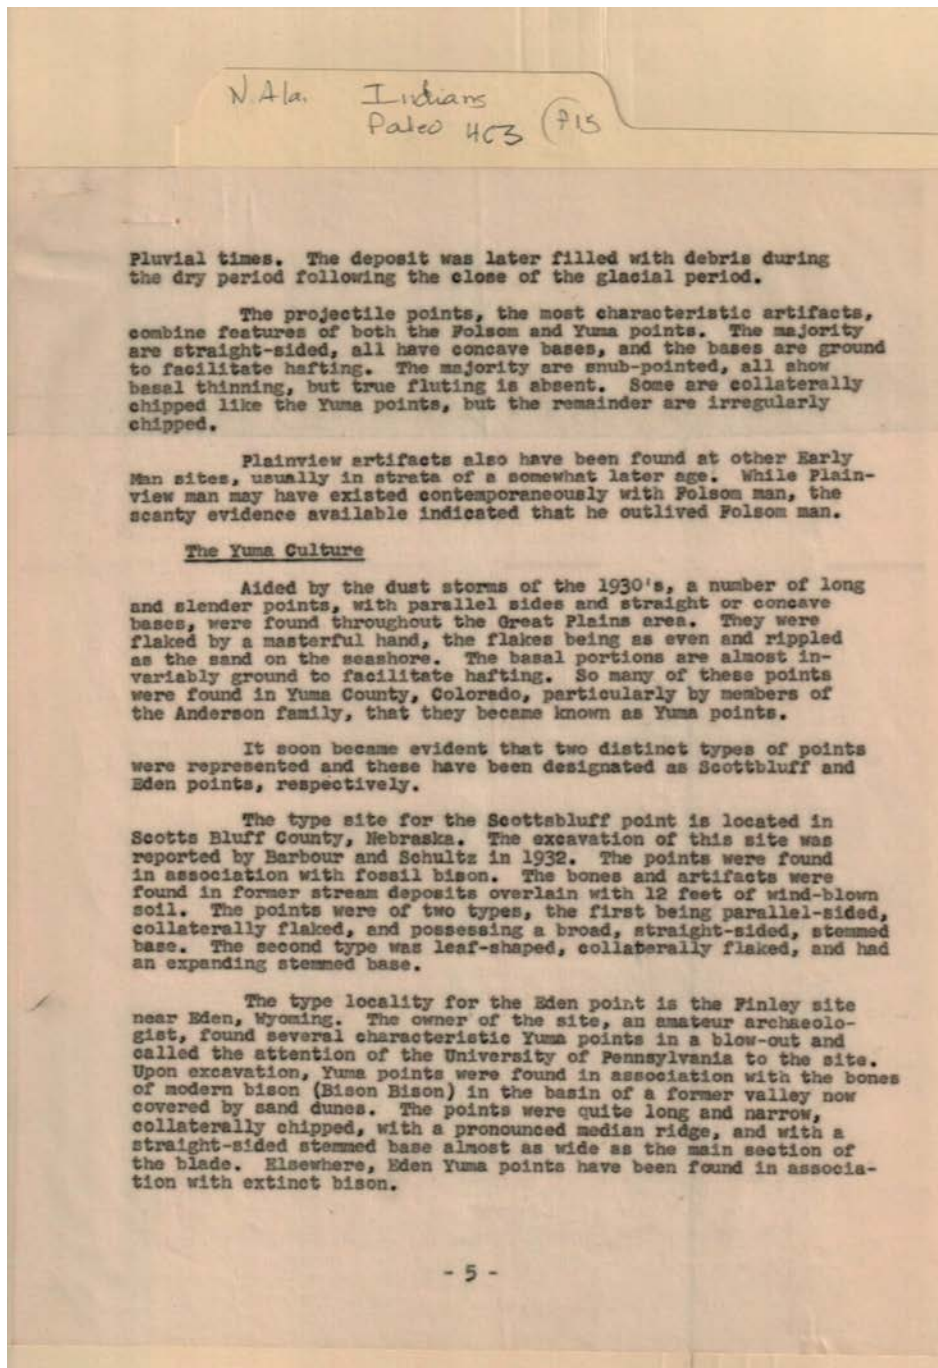 N. Ala. Indians
Paleo 4C3 P15
Pluvial times. The deposit was later filled with debris during
the dry period following the close of the glacial period.
The projectile points, the most characteristic artifacts,
combine features of both the Folsom and Yuma points. The majority
are straight-sided, all have concave bases, and the bases are ground
to facilitate hafting. The majority are snub-pointed, all show
basal thinning, but true fluting is absent. Some are collaterally
chipped like the Yuma points, but the remainder are irregularly
chipped.
Plainview artifacts also have been found at other Early
Man sites, usually in strata of a somewhat later age. While Plain-
view man may have existed contemporaneously with Folsom man, the
scanty evidence available indicated that he outlived Folsom man.
The Yuma Culture
Aided by the dust storms of the 1930's, a number of long
and slender points, with parallel sides and straight or concave
bases, were found throughout the Great Plains area. They were
flaked by a masterful hand, the flakes being as even and rippled
as the sand on the seashore. The basal portions are almost in-
variably ground to facilitate hafting. So many of these points
were found in Yuma County, Colorado, particularly by members of
the Anderson family, that they became known as Yuma points.
It soon became evident that two distinct types of points
were represented and these have been designated as Scottbluff and
Eden points, respectively.
The type site for the Scottsbluff point is located in
Scotts Bluff County, Nebraska. The excavation of this site was
reported by Barbour and Schultz in 1932. The points were found
in association with fossil bison. The bones and artifacts were
found in former stream deposits overlain with 12 feet of wind-blown
soil. The points were of two types, the first being parallel-sided,
collaterally flaked, and possessing a broad, straight-sided, stemmed
base. The second type was leaf-shaped, collaterally flaked, and had
an expanding stemmed base.
The type locality for the Eden point is the Finley site
near Eden, Wyoming. The owner of the site, an amateur archaeolo-
gist, found several characteristic Yuma points in a blow-out and
called the attention of the University of Pennsylvania to the site.
Upon excavation, Yuma points were found in association with the bones
of modern bison (Bison Bison) in the basin of a former valley now
covered by sand dunes. The points were quite long and narrow,
collaterally chipped, with a pronounced median ridge, and with a
straight-sided stemmed base almost as wide as the main section of
the blade. Elsewhere, Eden Yuma points have been found in associa-
tion with extinct bison.
- 5 -